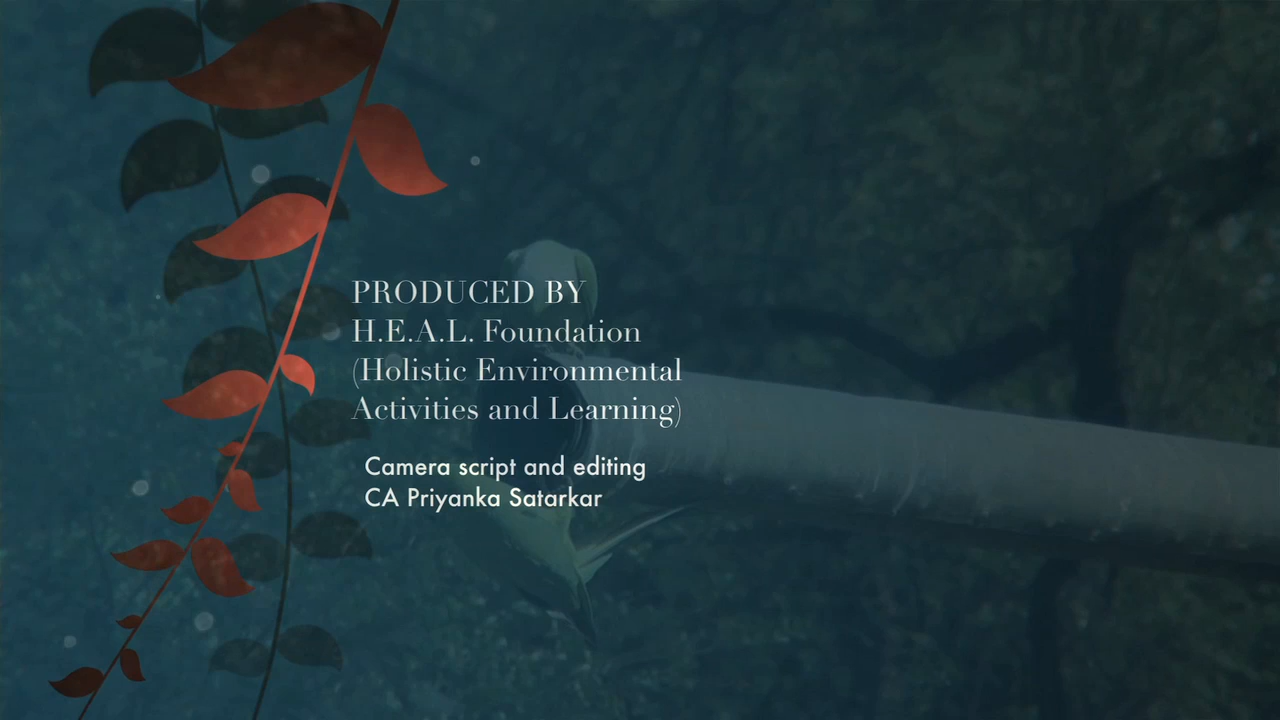 PRODUCED BY
H.E.A.L. Foundation
(Holistic Environmental
Activities and Learning)
Camera script and editing
CA Priyanka Satarkar